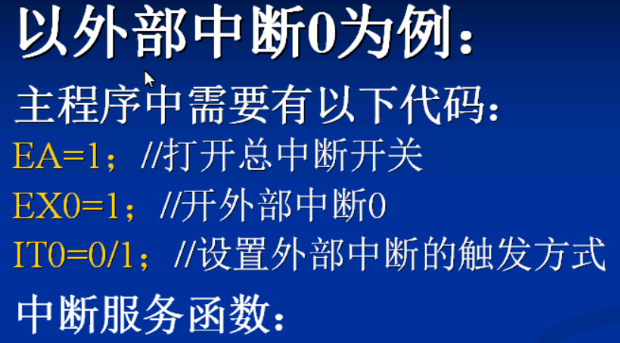 以外部中断0为例：
主程序中需要有以下代码：
EA=1；//打开总中断开关
EX0=1；//开外部中断0
IT0=0/1；//设置外部中断的触发方式
中断服务函数：